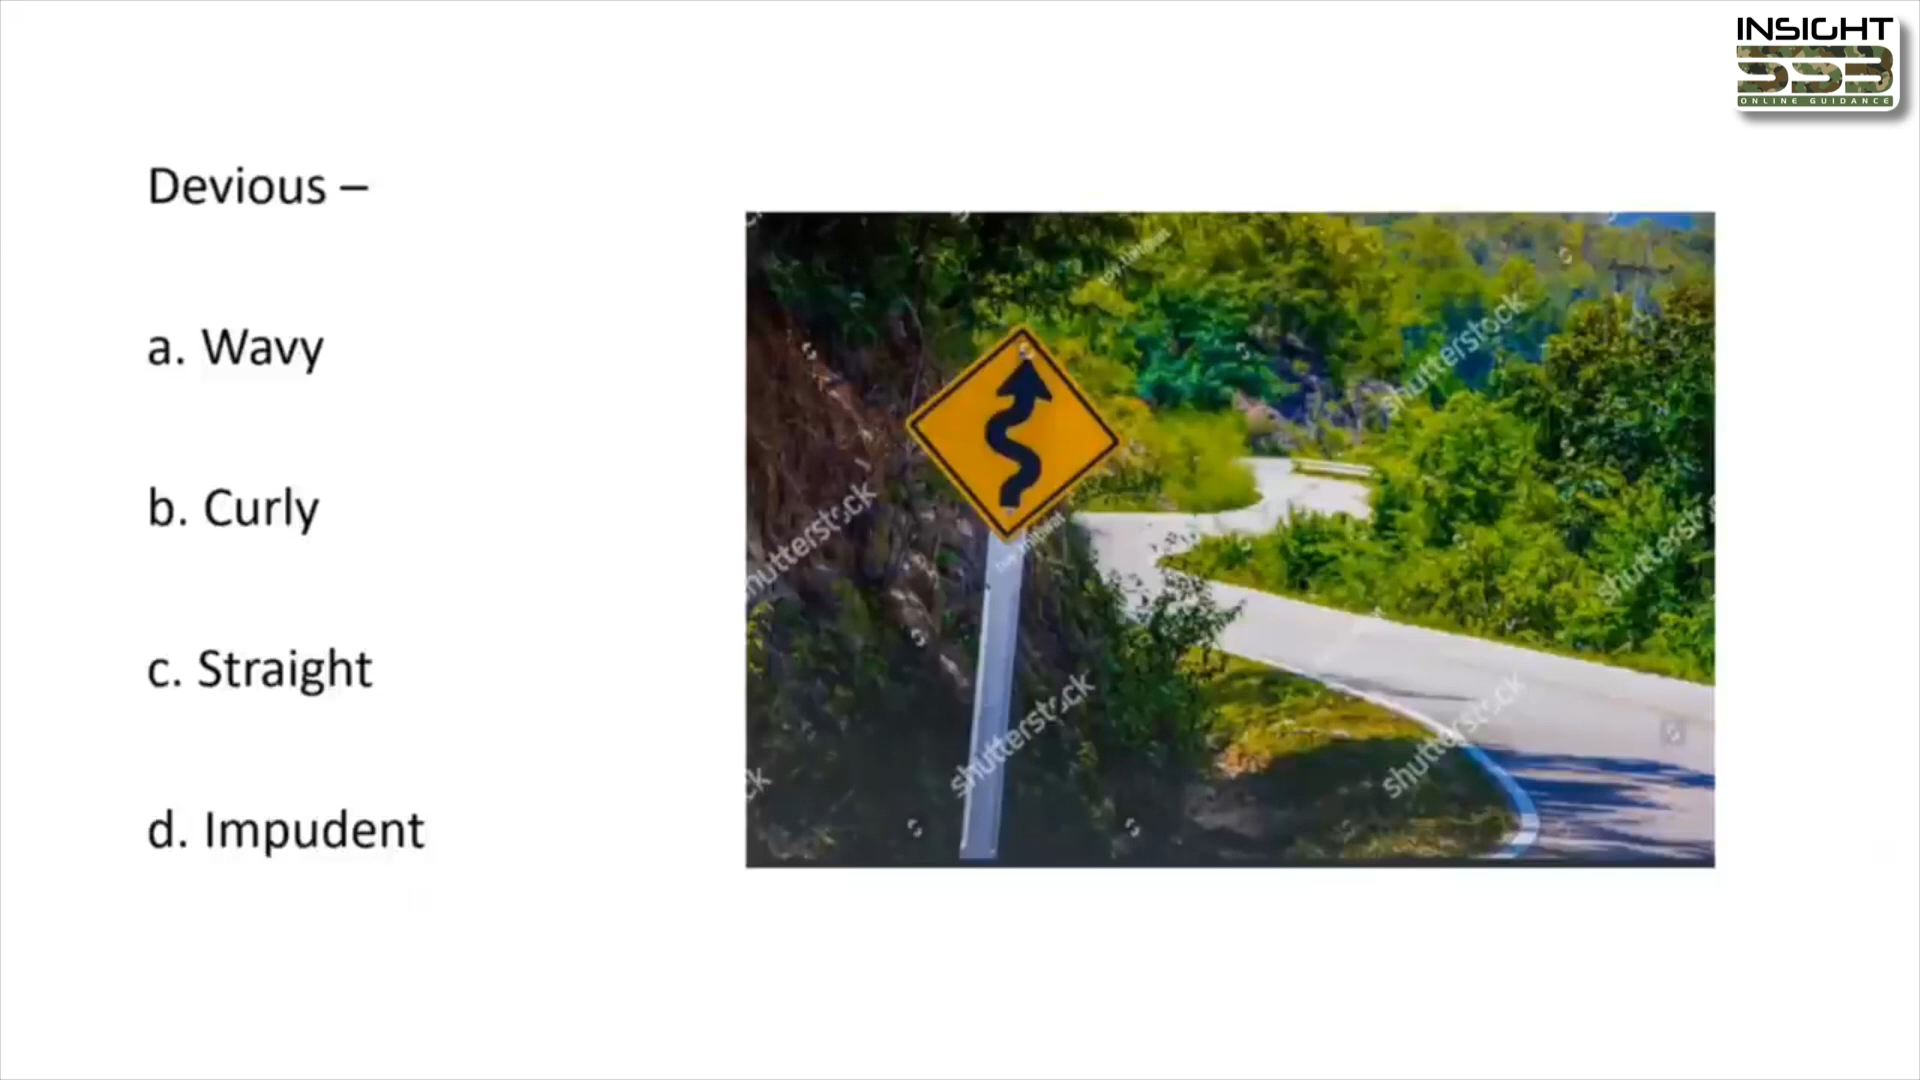 INSIGHT
SSB
ONLINE GUIDANCE
Devious –
a. Wavy
b. Curly
c. Straight
d. Impudent
shutterstock
shutterstock
shutterstock
shutterstock
shutterstock